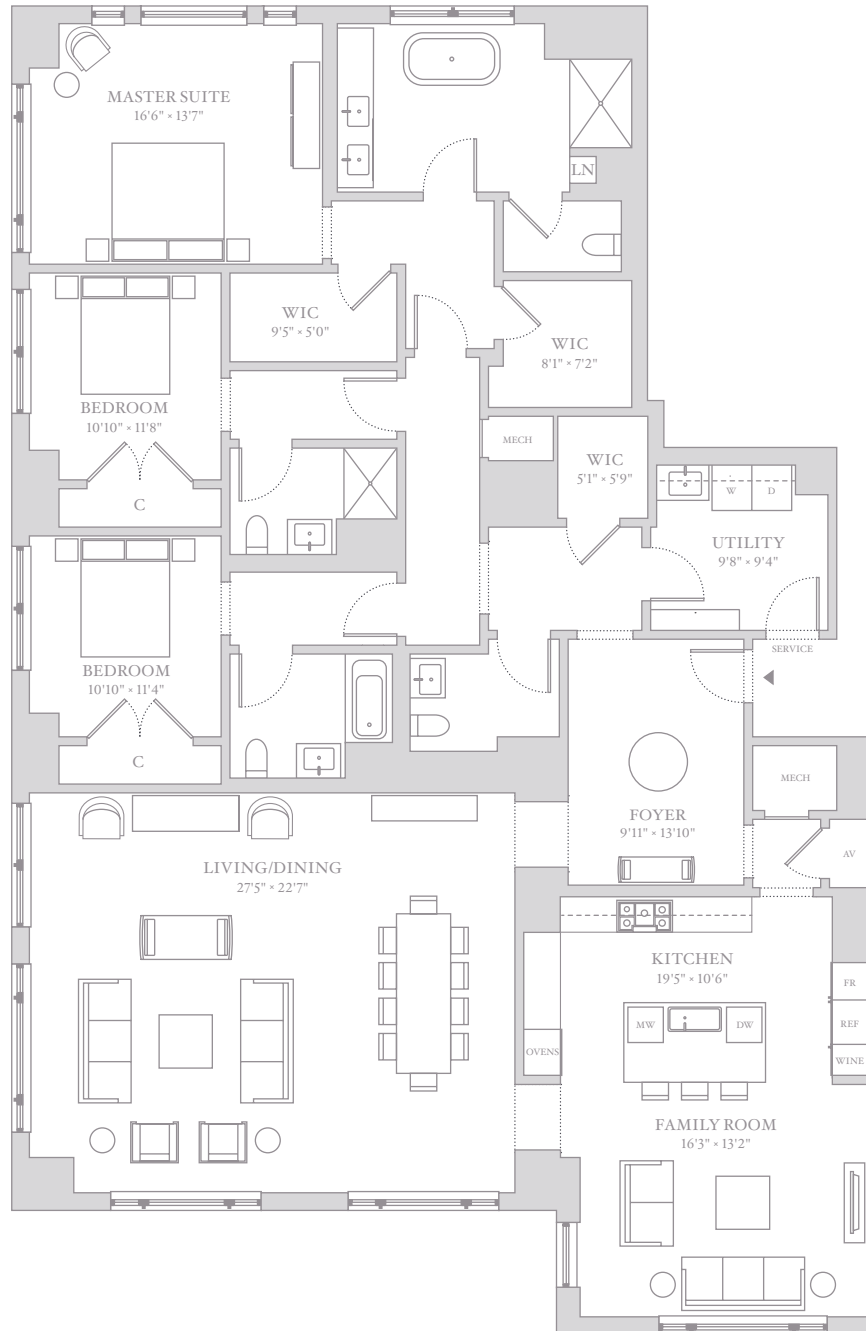 MASTER SUITE
16'6" × 13'7"
LN
WIC
9'5" × 5'0"
WIC
8'1" × 7'2"
BEDROOM
10'10" × 11'8"
MECH
WIC
5'1" × 5'9"
W
D
C
UTILITY
9'8" × 9'4"
SERVICE
BEDROOM
10'10" × 11'4"
C
MECH
FOYER
9'11" × 13'10"
AV
LIVING/DINING
27'5" × 22'7"
KITCHEN
19'5" × 10'6"
FR
REF
WINE
MW
DW
OVENS
FAMILY ROOM
16'3" × 13'2"